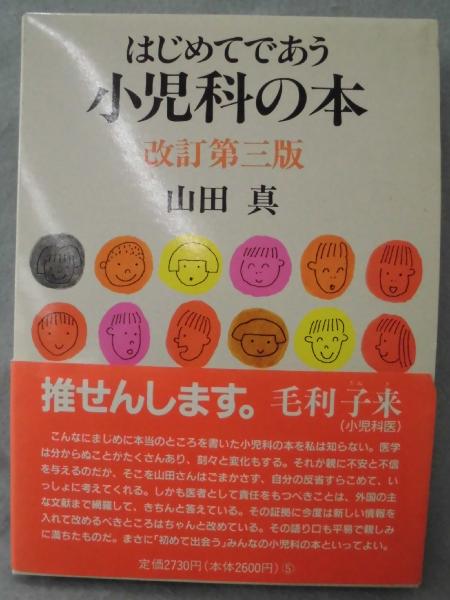 はじめてであう
小児科の本
改訂第三版
山田 真
推せんします。 毛利子来
(小児科医)
こんなにまじめに本当のところを書いた小児科の本を私は知らない。医学
は分からぬことかたくさんあり、刻々と変化もする。それが親に不安と不信
を与えるのだが、そこを山田さんはごまかさず、自分の反省すらこめて、い
っしょに考えてくれる。しかも医者として責任をもつべきことは、外国の主
な文献まで網羅して、きちんと答えている。その証拠に今度は新しい情報を
入れて改めるべきところはちゃんと改めている。その語り口も平易で親しみ
に満ちたものだ。まさに「初めて出会う」みんなの小児科の本といってよい。
定価2730円(本体2600円)⑤